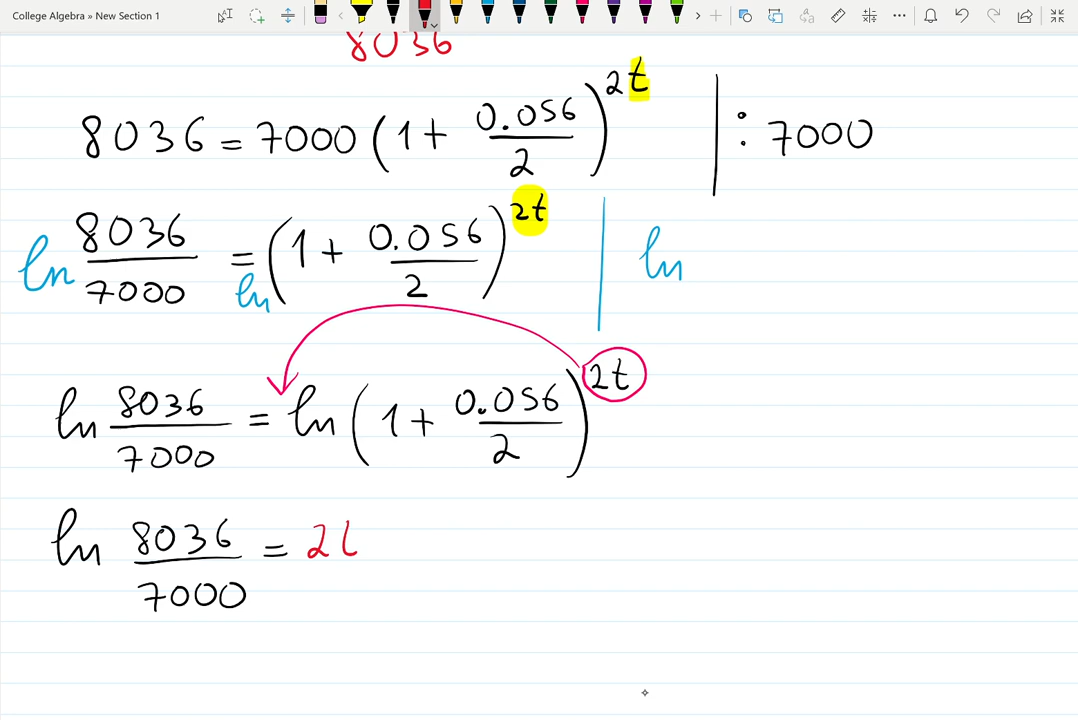 College Algebra » New Section 1
8036
8036 = 7000 (1 + 0.056/2)^2t | : 7000
ln 8036/7000 = ln (1 + 0.056/2)^2t | ln
ln 8036/7000 = ln (1 + 0.056/2)^2t
ln 8036/7000 = 2